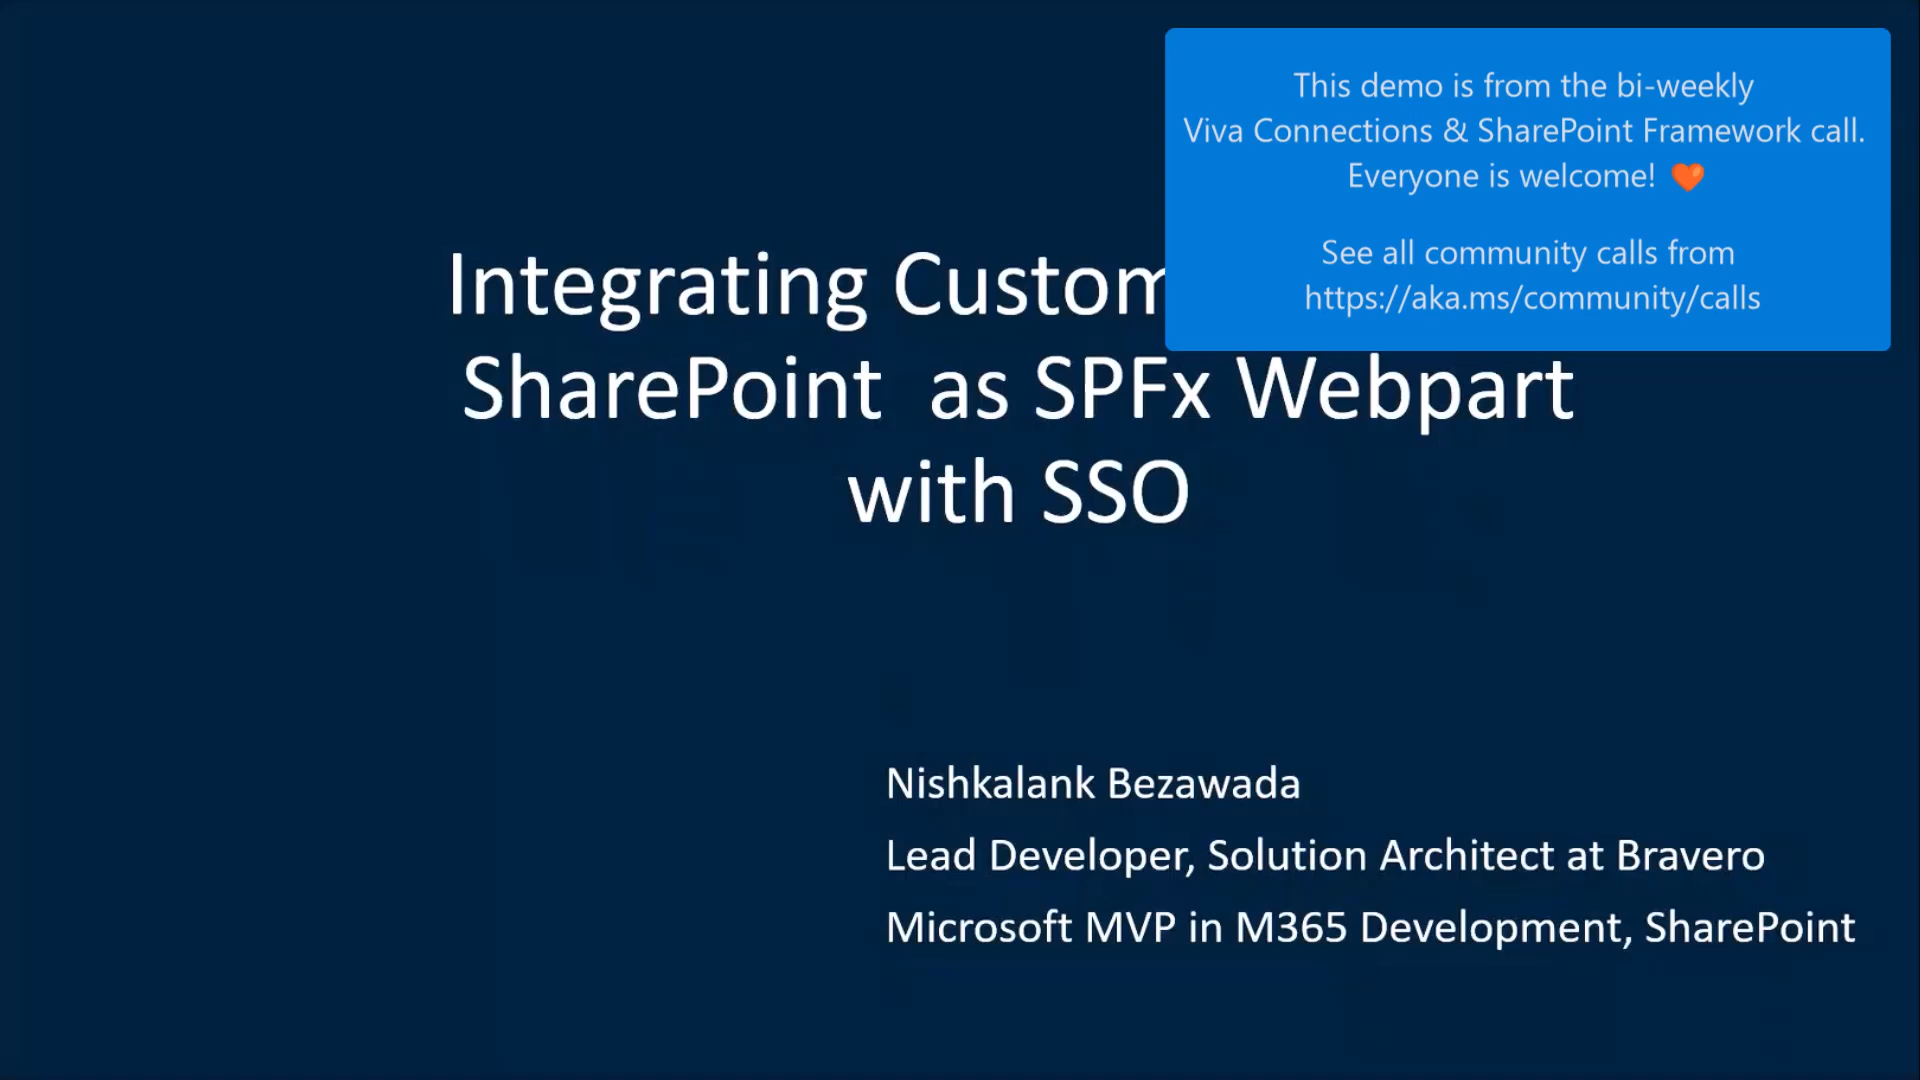 This demo is from the bi-weekly
Viva Connections & SharePoint Framework call.
Everyone is welcome! 🧡
See all community calls from
https://aka.ms/community/calls
Integrating Custom
SharePoint as SPFx Webpart
with SSO
Nishkalank Bezawada
Lead Developer, Solution Architect at Bravero
Microsoft MVP in M365 Development, SharePoint